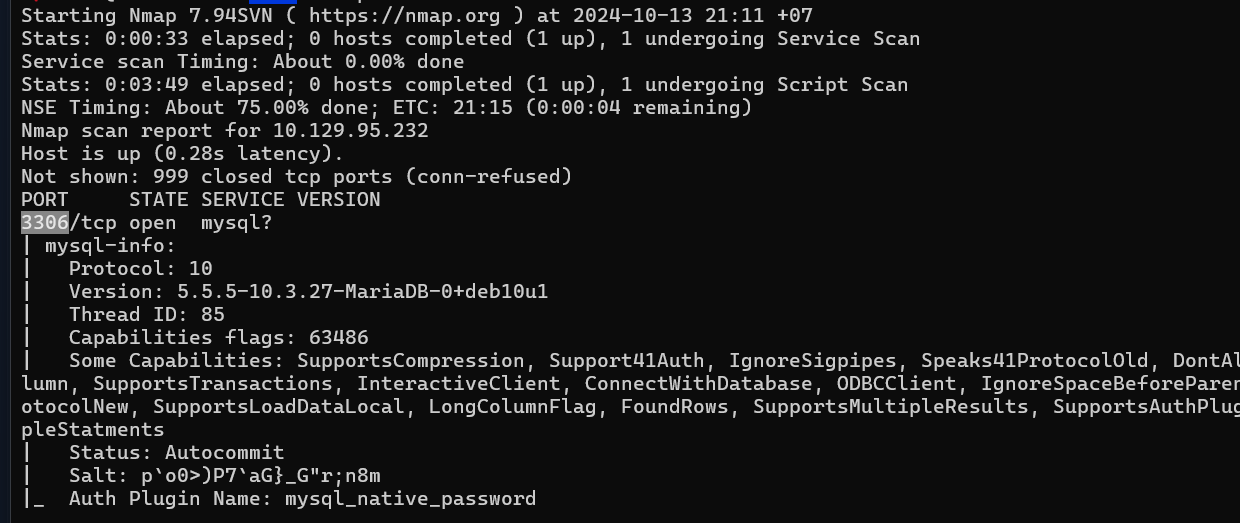 Starting Nmap 7.94SVN ( https://nmap.org ) at 2024-10-13 21:11 +07
Stats: 0:00:33 elapsed; 0 hosts completed (1 up), 1 undergoing Service Scan
Service scan Timing: About 0.00% done
Stats: 0:03:49 elapsed; 0 hosts completed (1 up), 1 undergoing Script Scan
NSE Timing: About 75.00% done; ETC: 21:15 (0:00:04 remaining)
Nmap scan report for 10.129.95.232
Host is up (0.28s latency).
Not shown: 999 closed tcp ports (conn-refused)
PORT     STATE SERVICE VERSION
3306/tcp open  mysql?
| mysql-info:
|   Protocol: 10
|   Version: 5.5.5-10.3.27-MariaDB-0+deb10u1
|   Thread ID: 85
|   Capabilities flags: 63486
|   Some Capabilities: SupportsCompression, Support41Auth, IgnoreSigpipes, Speaks41ProtocolOld, DontAl
lumn, SupportsTransactions, InteractiveClient, ConnectWithDatabase, ODBCClient, IgnoreSpaceBeforeParen
otocolNew, SupportsLoadDataLocal, LongColumnFlag, FoundRows, SupportsMultipleResults, SupportsAuthPlug
pleStatments
|   Status: Autocommit
|   Salt: p`o0>)P7`aG}_G"r;n8m
|_  Auth Plugin Name: mysql_native_password